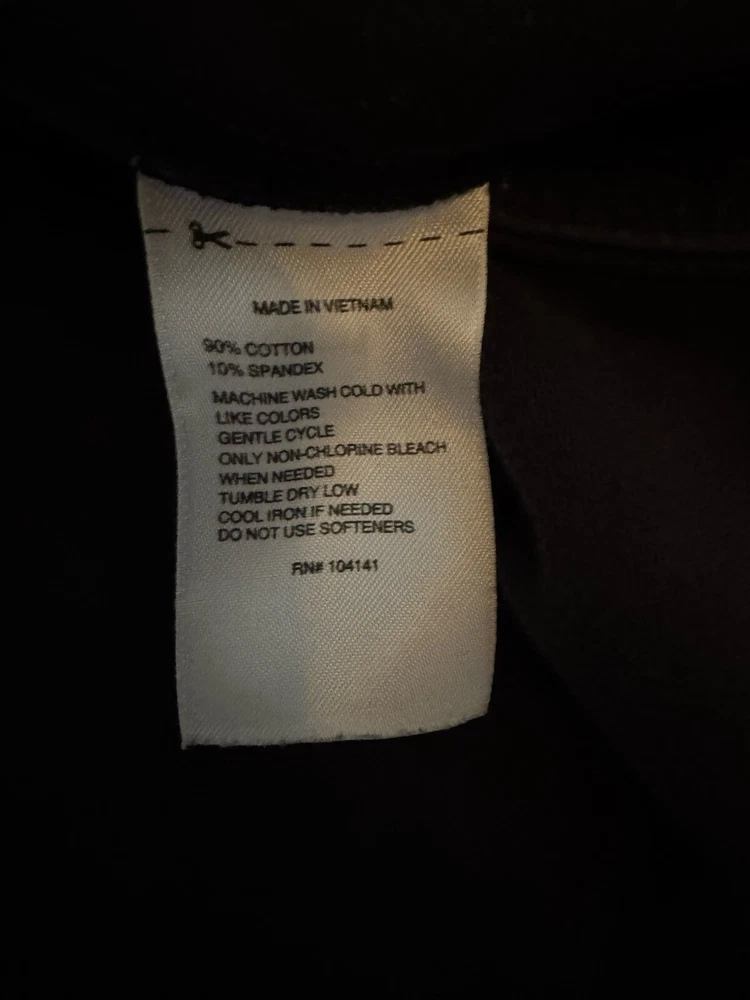 MADE IN VIETNAM
90% COTTON
10% SPANDEX
MACHINE WASH COLD WITH
LIKE COLORS
GENTLE CYCLE
ONLY NON-CHLORINE BLEACH
WHEN NEEDED
TUMBLE DRY LOW
COOL IRON IF NEEDED
DO NOT USE SOFTENERS
RN# 104141